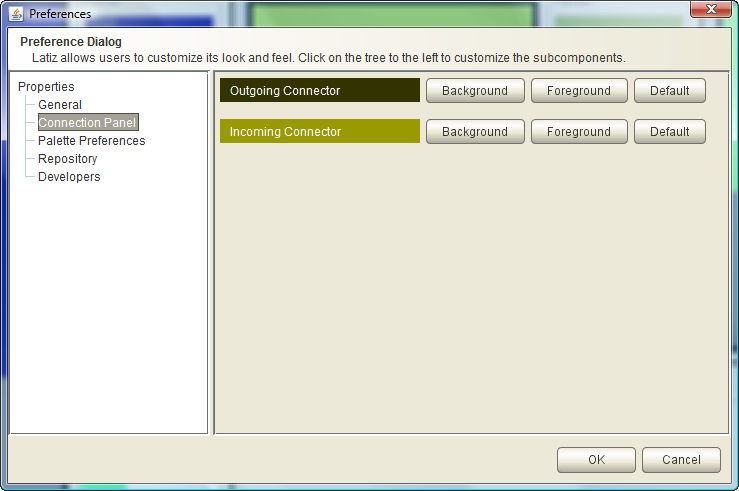 Preferences
Preference Dialog
Latiz allows users to customize its look and feel. Click on the tree to the left to customize the subcomponents.
Properties
General
Connection Panel
Palette Preferences
Repository
Developers
Outgoing Connector Background Foreground Default
Incoming Connector Background Foreground Default
OK Cancel